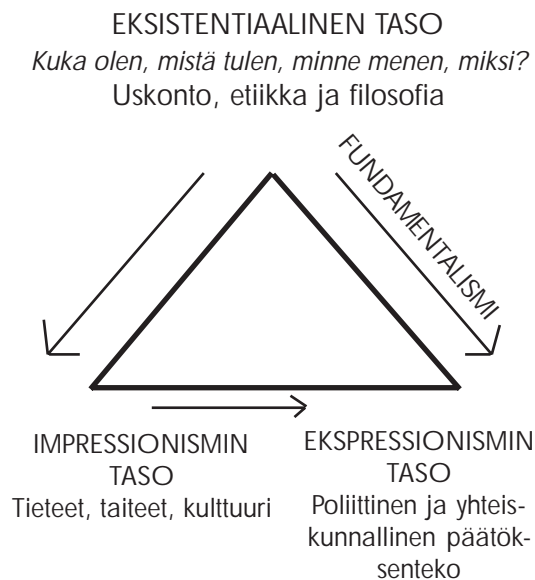 EKSISTENTIAALINEN TASO
Kuka olen, mistä tulen, minne menen, miksi?
Uskonto, etiikka ja filosofia
FUNDAMENTALISMI
IMPRESSIONISMIN
TASO
Tieteet, taiteet, kulttuuri
EKSPRESSIONISMIN
TASO
Poliittinen ja yhteis-
kunnallinen päätök-
senteko